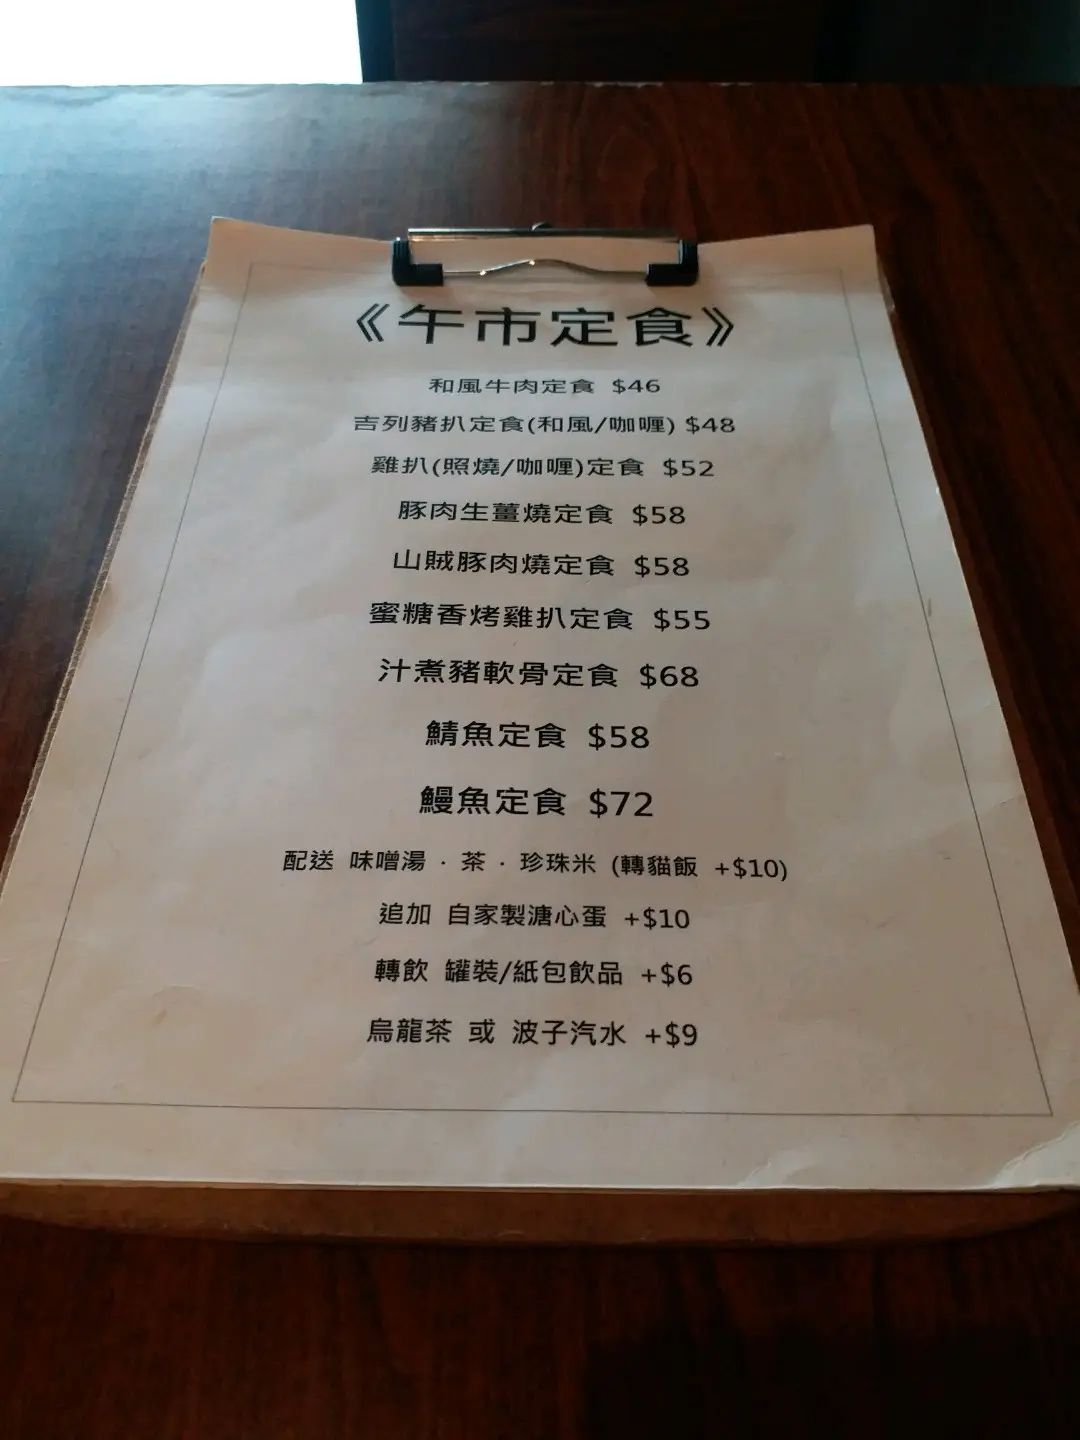 《午市定食》
和風牛肉定食 $46
吉列豬扒定食(和風/咖喱) $48
雞扒(照燒/咖喱)定食 $52
豚肉生薑燒定食 $58
山賊豚肉燒定食 $58
蜜糖香烤雞扒定食 $55
汁煮豬軟骨定食 $68
鯖魚定食 $58
鰻魚定食 $72
配送 味噌湯 · 茶 · 珍珠米 (轉貓飯 +$10)
追加 自家製溏心蛋 +$10
轉飲 罐裝/紙包飲品 +$6
烏龍茶 或 波子汽水 +$9